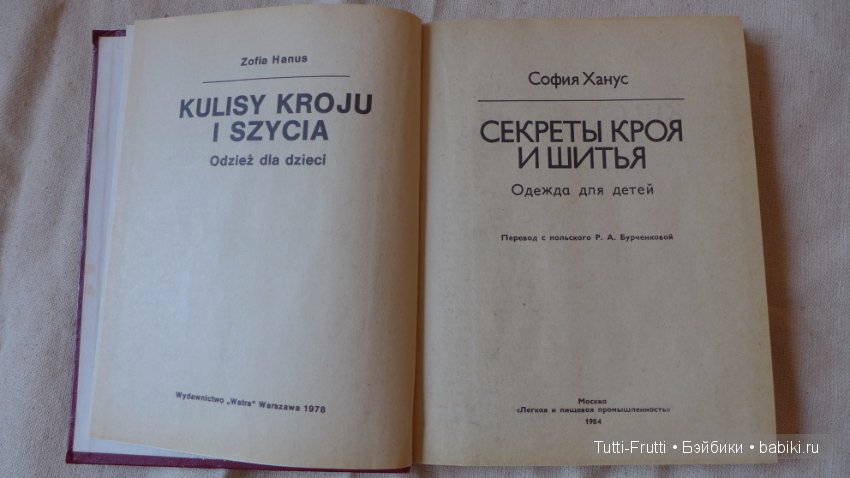 Zofia Hanus
KULISY KROJU
I SZYCIA
Odzież dla dzieci
Wydawnictwo „Watra" Warszawa 1978
София Ханус
СЕКРЕТЫ КРОЯ
И ШИТЬЯ
Одежда для детей
Перевод с польского Р. А. Бурченковой
Москва
«Легкая и пищевая промышленность»
1984
Tutti-Frutti • Бэйбики • babiki.ru